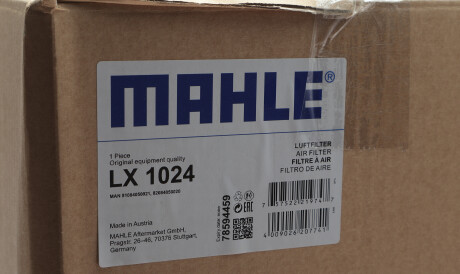 MAHLE®
1 Piece
Original equipment quality
LX 1024
LUFTFILTER
AIR FILTER
FILTRE À AIR
FILTRO DE AIRE
Made in Austria
MAHLE Aftermarket GmbH,
Pragstr. 26-46, 70376 Stuttgart,
Germany
78594459